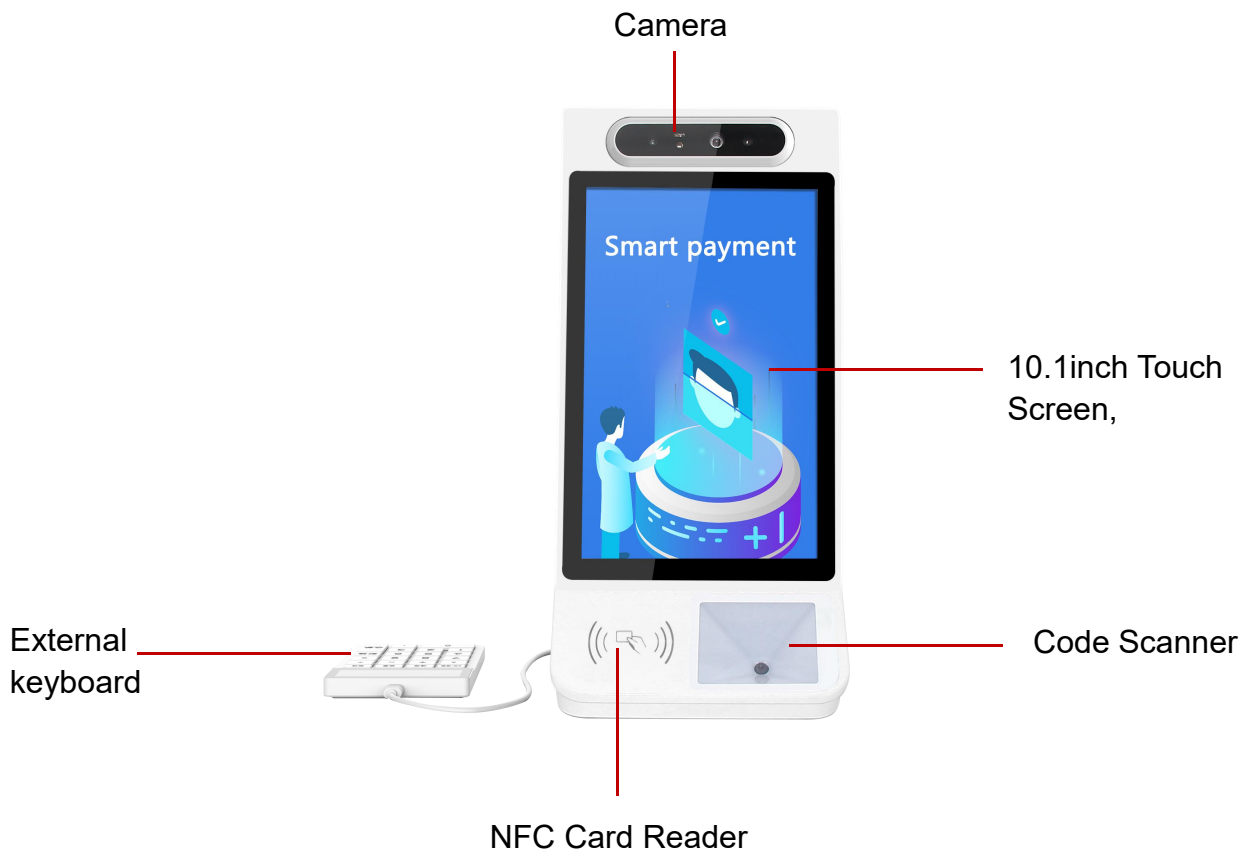 Camera
Smart payment
10.1inch Touch
Screen,
External
keyboard
Code Scanner
NFC Card Reader